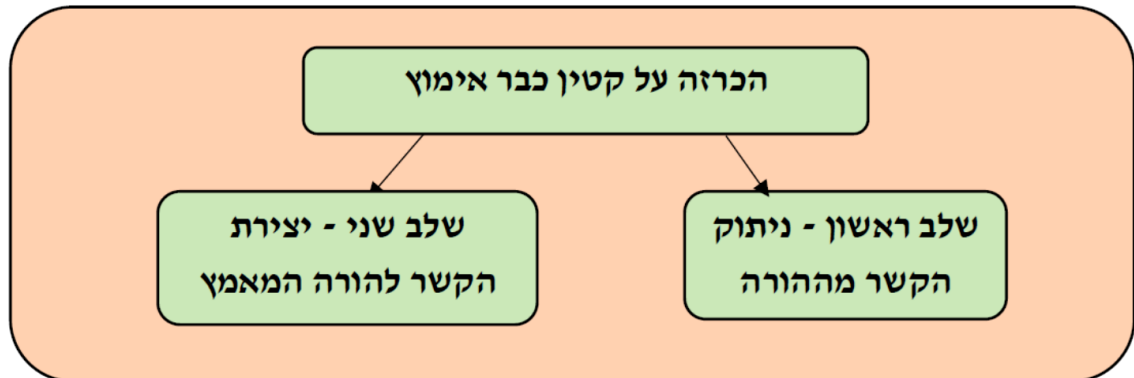 הכרזה על קטין כבר אימוץ
שלב ראשון - ניתוק
הקשר מההורה
שלב שני - יצירת
הקשר להורה המאמץ